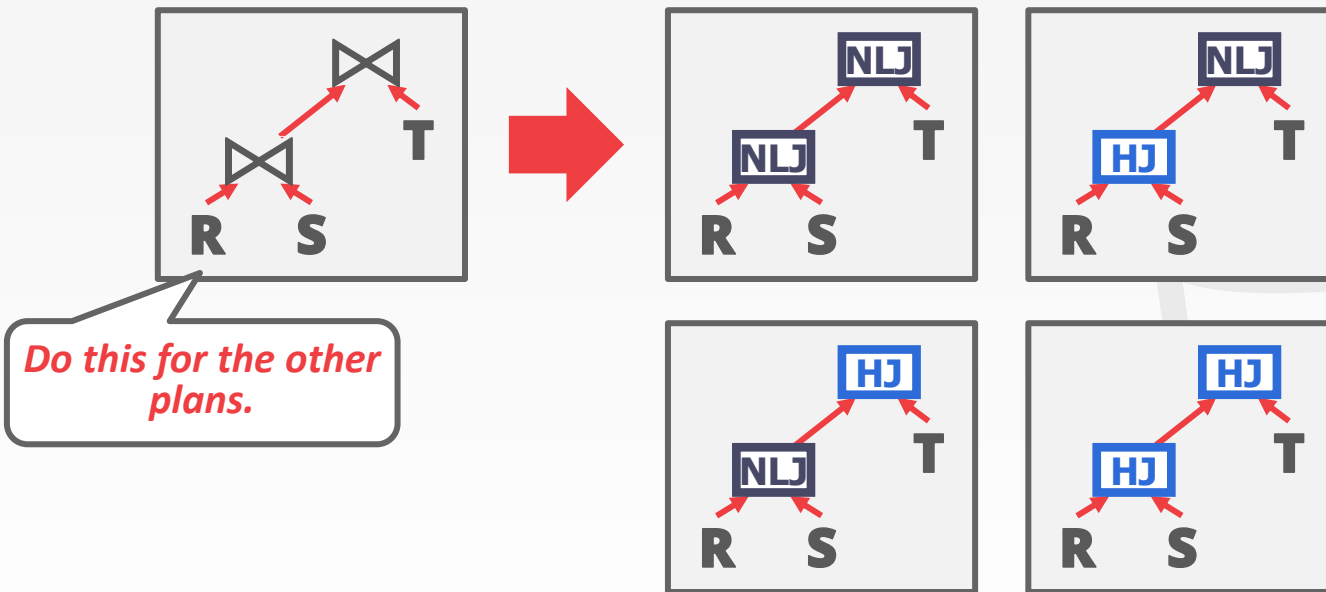 T
R S
Do this for the other
plans.
NLJ
NLJ
T
R S
NLJ
HJ
T
R S
HJ
NLJ
T
R S
HJ
HJ
T
R S